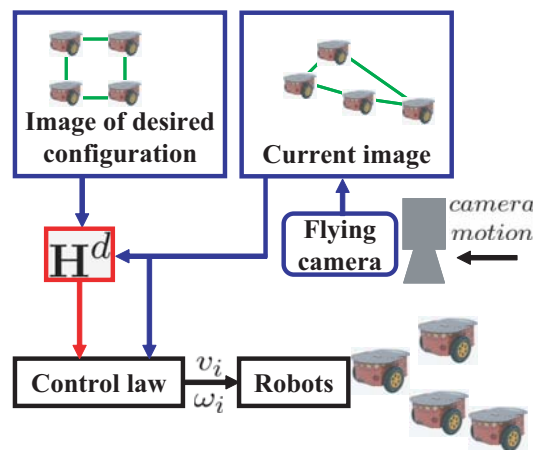 Image of desired
configuration
Current image
Flying
camera
camera
motion
H^d
Control law
v_i
ω_i
Robots